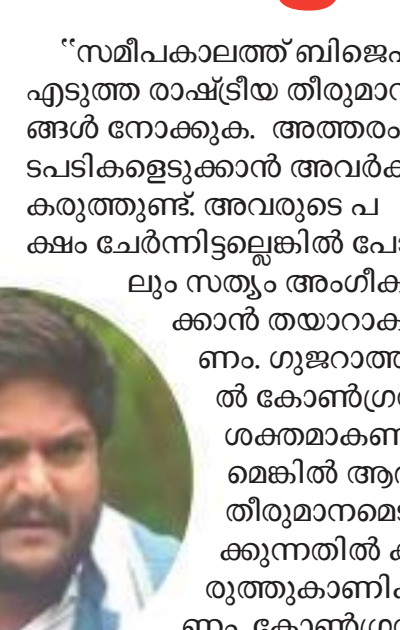 “സമീപകാലത്ത് ബിജെപ
എടുത്ത രാഷ്ട്രീയ തീരുമാന
ങ്ങൾ നോക്കുക. അത്തരം
ടപടികളെടുക്കാൻ അവർക
കരുത്തുണ്ട്. അവരുടെ പ
ക്ഷം ചേർന്നിട്ടല്ലെങ്കിൽ പോ
ലും സത്യം അംഗീക
ക്കാൻ തയാറാക
ണം. ഗുജറാത്ത
ൽ കോൺഗ്ര
ശക്തമാകണ
മെങ്കിൽ ആ
തീരുമാനമെ
ക്കുന്നതിൽ ക
രുത്തുകാണിക
ണം. കോൺഗ്ര